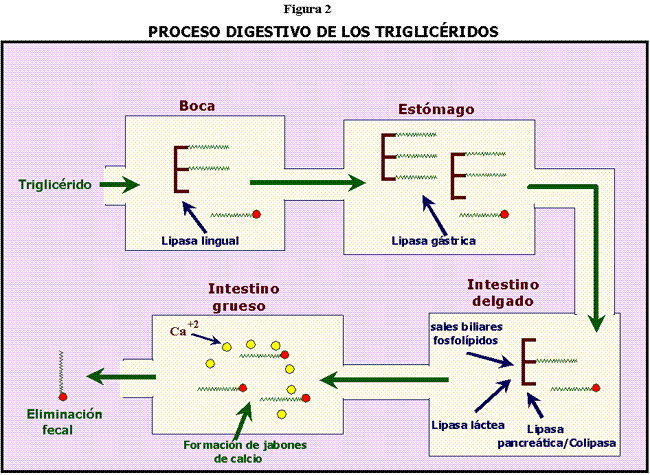 Figura 2
PROCESO DIGESTIVO DE LOS TRIGLICÉRIDOS
Boca
Estómago
Triglicérido
Lipasa lingual
Lipasa gástrica
Intestino
grueso
Intestino
delgado
Ca+2
sales biliares
fosfolípidos
Lipasa láctea
Lipasa
pancreática/Colipasa
Eliminación
fecal
Formación de jabones
de calcio